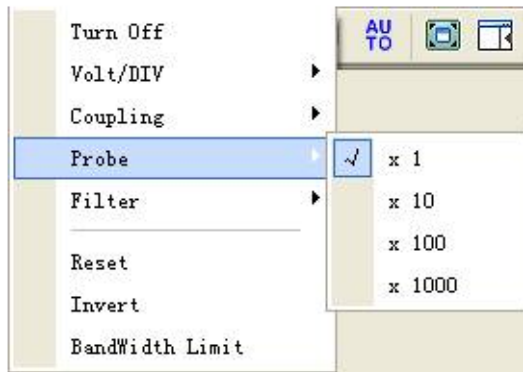 Turn Off
Volt/DIV
Coupling
Probe
Filter
Reset
Invert
BandWidth Limit
AU
TO
x 1
x 10
x 100
x 1000